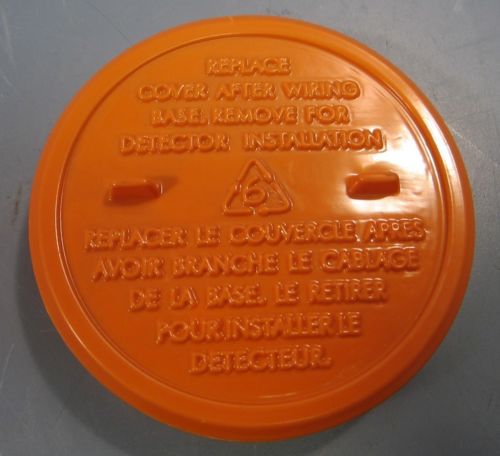 REPLACE
COVER AFTER WIRING
BASE, REMOVE FOR
DETECTOR INSTALLATION
6
REPLACER LE COUVERCLE APRES
AVOIR BRANCHE LE CABLAGE
DE LA BASE. LE RETIRER
POUR INSTALLER LE
DETECTEUR.